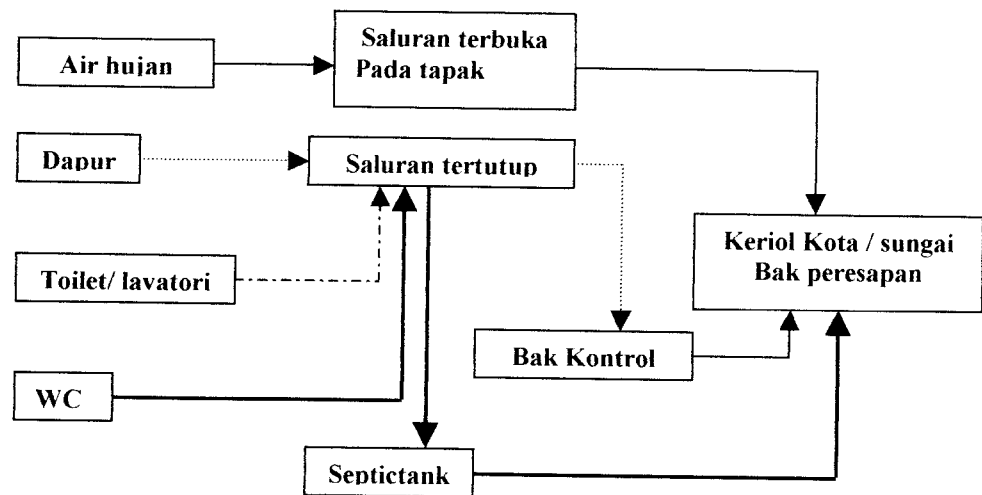 Air hujan
Saluran terbuka
Pada tapak
Dapur
Saluran tertutup
Toilet/ lavatori
Keriol Kota / sungai
Bak peresapan
Bak Kontrol
WC
Septictank